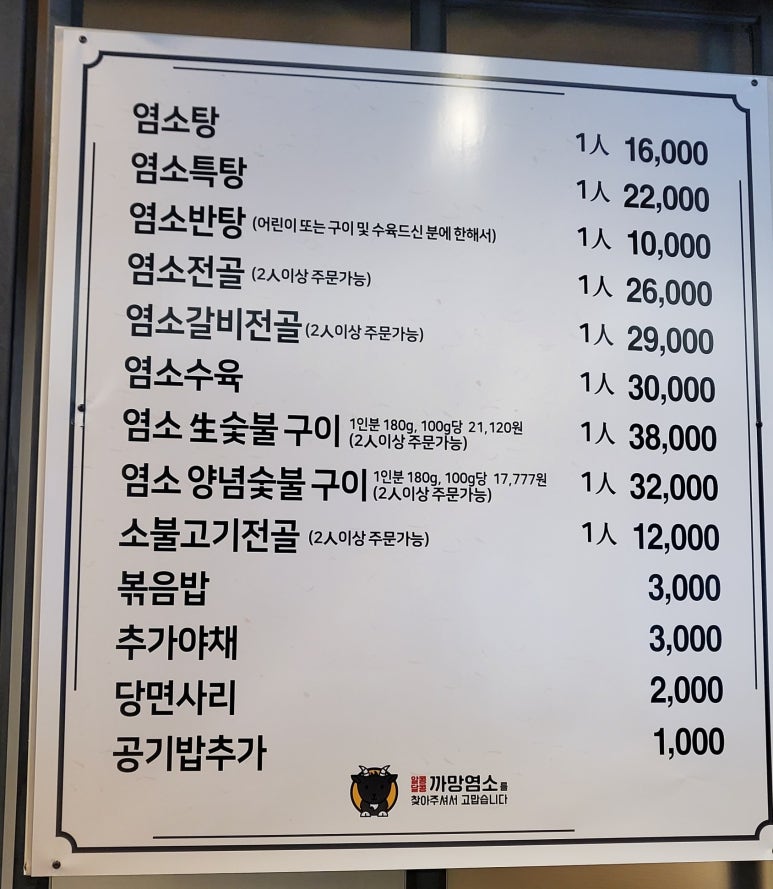 염소탕 1人 16,000
염소특탕 1人 22,000
염소반탕 (어린이 또는 구이 및 수육드신 분에 한해서) 1人 10,000
염소전골 (2人이상 주문가능) 1人 26,000
염소갈비전골 (2人이상 주문가능) 1人 29,000
염소수육 1人 30,000
염소 生숯불 구이 1인분 180g, 100g당 21,120원 (2人이상 주문가능) 1人 38,000
염소 양념숯불 구이 1인분 180g, 100g당 17,777원 (2人이상 주문가능) 1人 32,000
소불고기전골 (2人이상 주문가능) 1人 12,000
볶음밥 3,000
추가야채 3,000
당면사리 2,000
공기밥추가 1,000
알콩달콩 까망염소를
찾아주셔서 고맙습니다